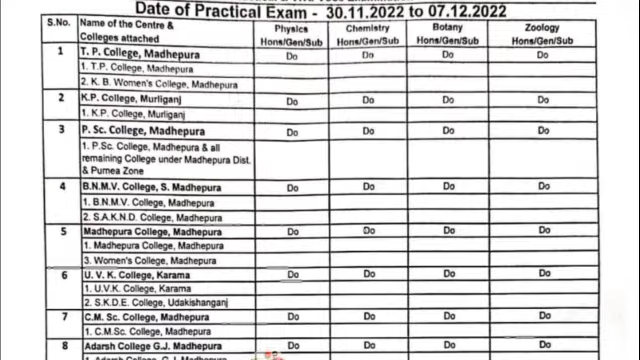 Date of Practical Exam - 30.11.2022 to 07.12.2022
S.No. Name of the Centre & Colleges attached Physics Hons/Gen/Sub Chemistry Hons/Gen/Sub Botany Hons/Gen/Sub Zoology Hons/Gen/Sub
1 T. P. College, Madhepura Do Do Do Do
1. T.P. College, Madhepura
2. K. B. Women's College, Madhepura
2 K.P. College, Murliganj Do Do Do Do
1. K.P. College, Murliganj
3 P. Sc. College, Madhepura Do Do Do Do
1. P.Sc. College, Madhepura & all
remaining College under Madhepura Dist.
& Purnea Zone
4 B.N.M.V. College, S. Madhepura Do Do Do Do
1. B.N.M.V. College, Madhepura
2. S.A.K.N.D. College, Madhepura
5 Madhepura College, Madhepura Do Do Do Do
1. Madhepura College, Madhepura
3. Women's College, Madhepura
6 U. V. K. College, Karama Do Do Do Do
1. U.V.K. College, Karama
2. S.K.D.E. College, Udakishanganj
7 C.M. Sc. College, Madhepura Do Do Do Do
1. C.M.Sc. College, Madhepura
8 Adarsh College G.J. Madhepura Do Do Do Do
1. Adarsh College, G.J. Madhepura